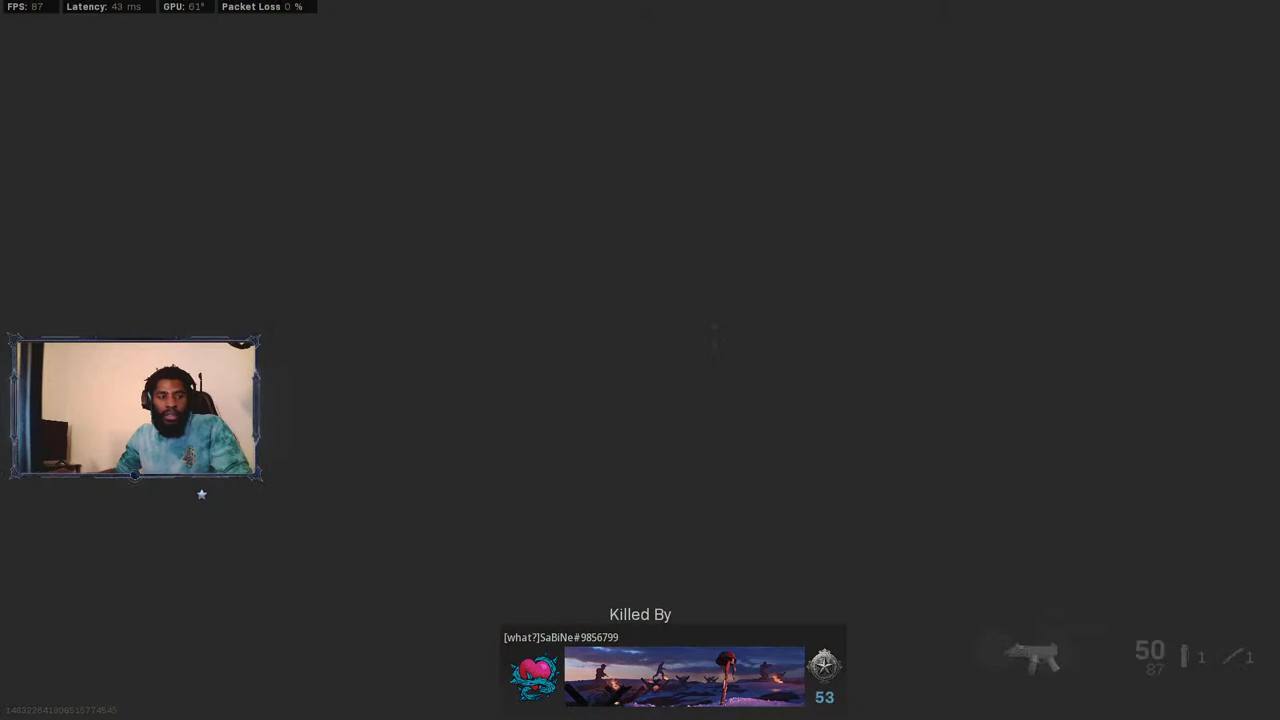 FPS: 87 Latency: 43 ms GPU: 61° Packet Loss 0 %
Killed By
[what?]SaBiNe#9856799
53
50
87
1
1